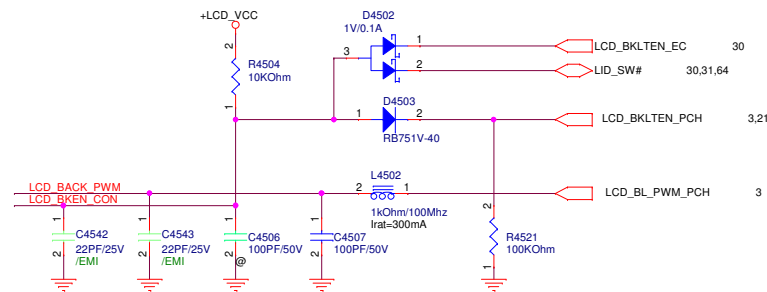 +LCD_VCC
D4502
1V/0.1A
1
LCD_BKLTEN_EC 30
2
R4504
10KOhm
1
3
2
LID_SW# 30,31,64
D4503
1 2
RB751V-40
LCD_BKLTEN_PCH 3,21
LCD_BACK_PWM
LCD_BKEN_CON
L4502
2 1
1kOhm/100Mhz
Irat=300mA
LCD_BL_PWM_PCH 3
1
C4542
22PF/25V
2
/EMI
1
C4543
22PF/25V
2
/EMI
1
C4506
100PF/50V
2
@
1
C4507
100PF/50V
2
2
R4521
100KOhm
1